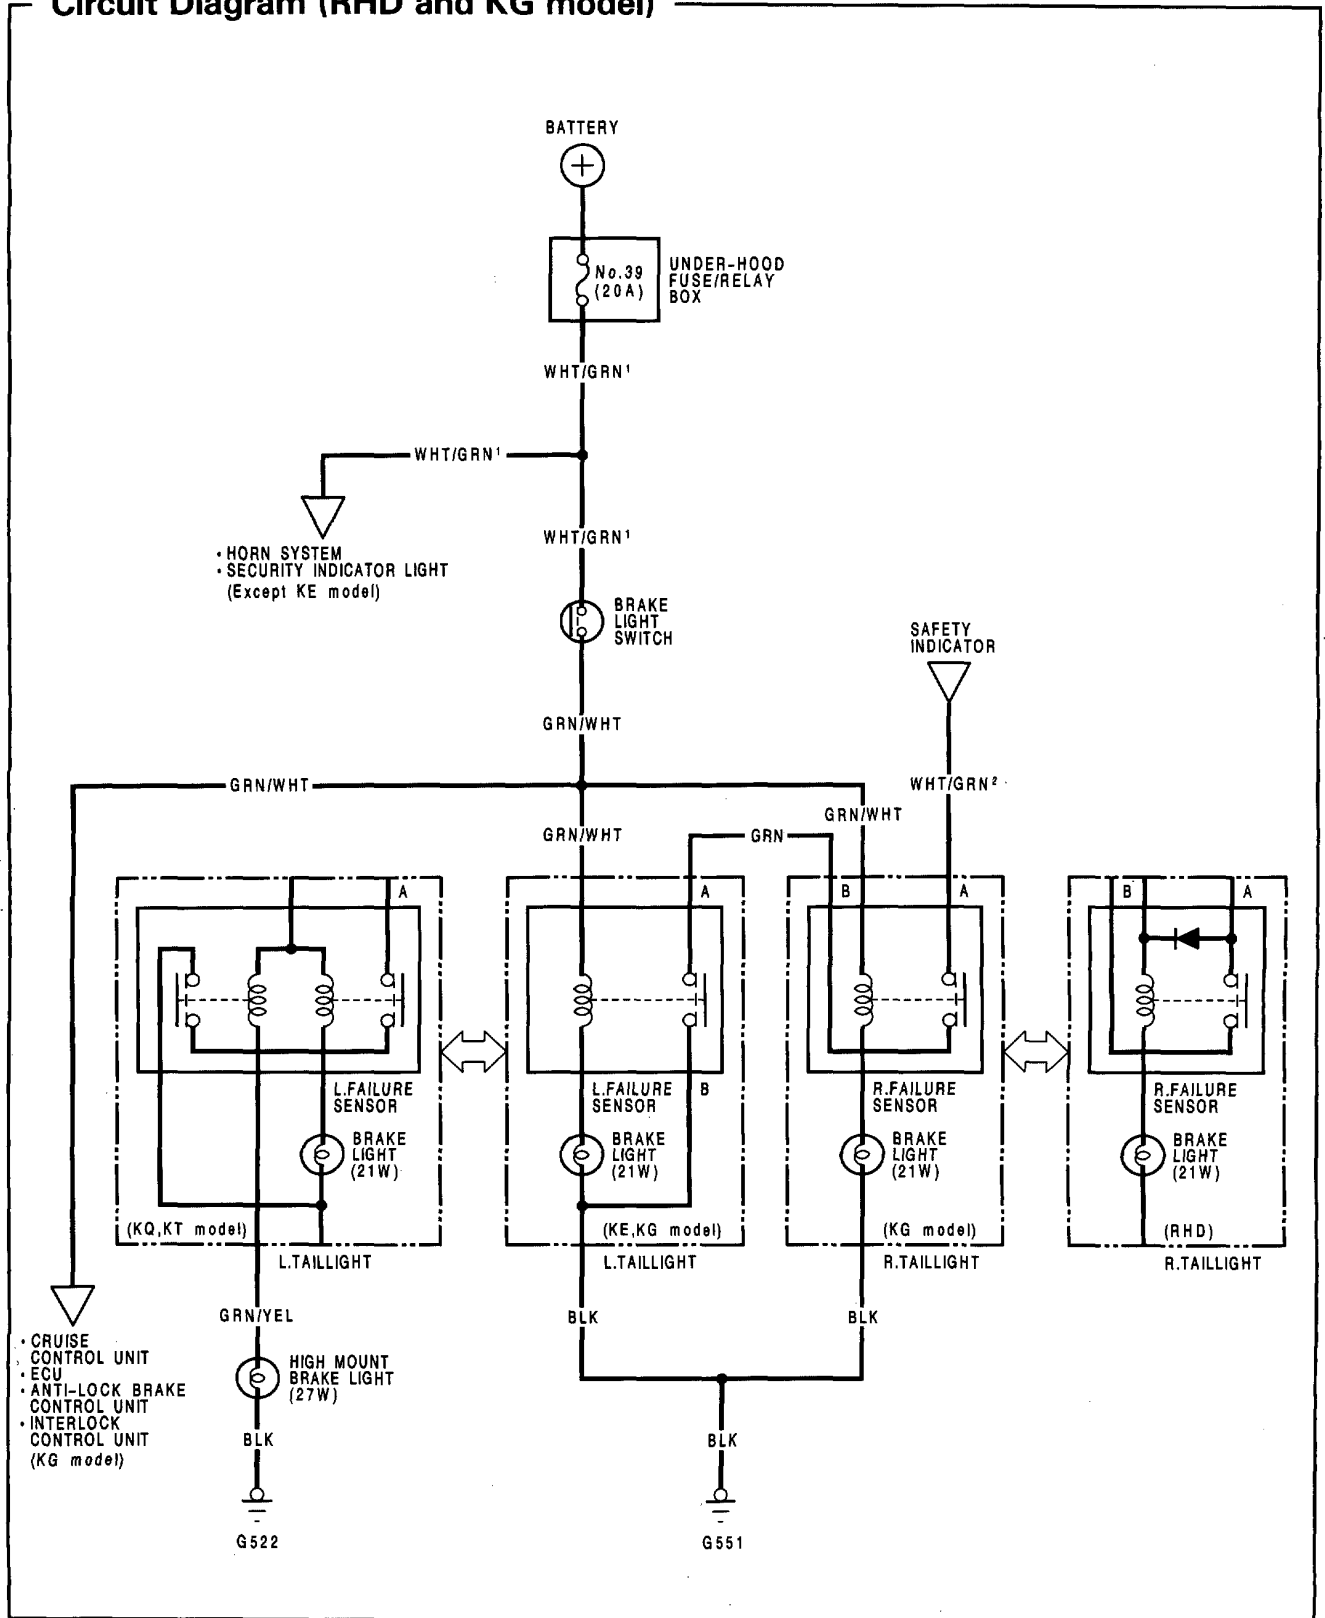 Circuit Diagram (RHD and KG model)
BATTERY
+
No.39
(20A)
UNDER-HOOD
FUSE/RELAY
BOX
WHT/GRN¹
WHT/GRN¹
• HORN SYSTEM
• SECURITY INDICATOR LIGHT
(Except KE model)
WHT/GRN¹
BRAKE
LIGHT
SWITCH
SAFETY
INDICATOR
GRN/WHT
GRN/WHT
WHT/GRN²
GRN/WHT
GRN/WHT
GRN
A
A
B
A
B
A
L.FAILURE
SENSOR
L.FAILURE
SENSOR
B
R.FAILURE
SENSOR
R.FAILURE
SENSOR
BRAKE
LIGHT
(21W)
BRAKE
LIGHT
(21W)
BRAKE
LIGHT
(21W)
BRAKE
LIGHT
(21W)
(KQ,KT model)
(KE,KG model)
(KG model)
(RHD)
L.TAILLIGHT
L.TAILLIGHT
R.TAILLIGHT
R.TAILLIGHT
GRN/YEL
BLK
BLK
• CRUISE
CONTROL UNIT
• ECU
• ANTI-LOCK BRAKE
CONTROL UNIT
• INTERLOCK
CONTROL UNIT
(KG model)
HIGH MOUNT
BRAKE LIGHT
(27W)
BLK
BLK
G522
G551